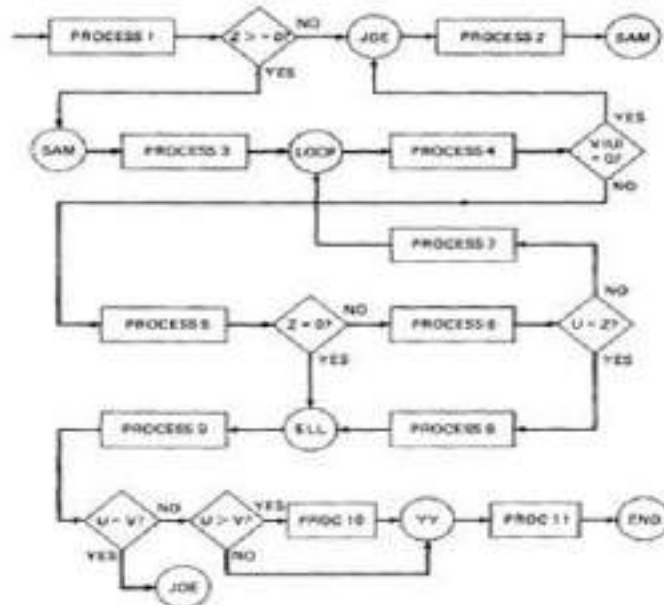 PROCESS 1
Z >= 0?
NO
JOE
PROCESS 2
SAM
YES
SAM
PROCESS 3
LOOP
PROCESS 4
YES
= 0?
NO
PROCESS 7
NO
PROCESS 5
Z = 0?
NO
PROCESS 6
U = Z?
YES
YES
PROCESS 9
ELL
PROCESS 8
U = V?
NO
U > V?
YES
PROC 10
YY
PROC 11
END
YES
NO
JOE